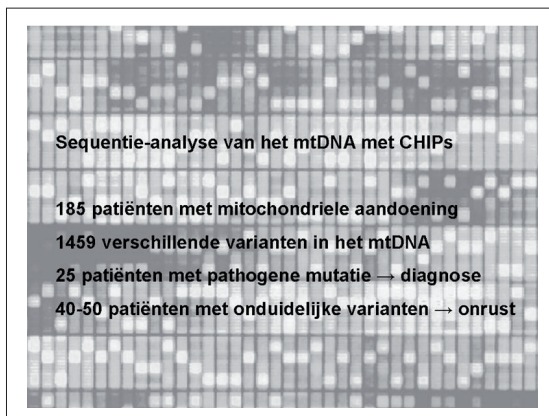 Sequentie-analyse van het mtDNA met CHIPs
185 patiënten met mitochondriele aandoening
1459 verschillende varianten in het mtDNA
25 patiënten met pathogene mutatie → diagnose
40-50 patiënten met onduidelijke varianten → onrust